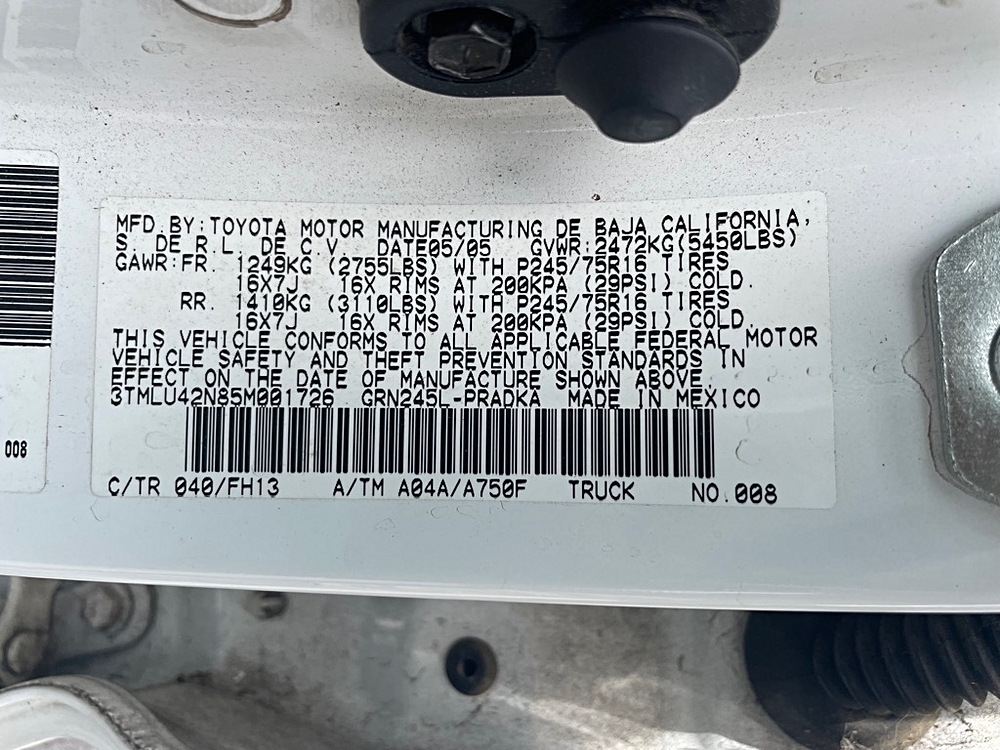 MFD.BY:TOYOTA MOTOR MANUFACTURING DE BAJA CALIFORNIA,
S. DE R.L. DE C.V. DATE05/05 GVWR:2472KG(5450LBS)
GAWR:FR. 1249KG (2755LBS) WITH P245/75R16 TIRES,
16X7J 16X RIMS AT 200KPA (29PSI) COLD.
RR. 1410KG (3110LBS) WITH P245/75R16 TIRES,
16X7J 16X RIMS AT 200KPA (29PSI) COLD.
THIS VEHICLE CONFORMS TO ALL APPLICABLE FEDERAL MOTOR
VEHICLE SAFETY AND THEFT PREVENTION STANDARDS IN
EFFECT ON THE DATE OF MANUFACTURE SHOWN ABOVE.
3TMLU42N85M001726 GRN245L-PRADKA MADE IN MEXICO
C/TR 040/FH13 A/TM A04A/A750F TRUCK NO.008
008